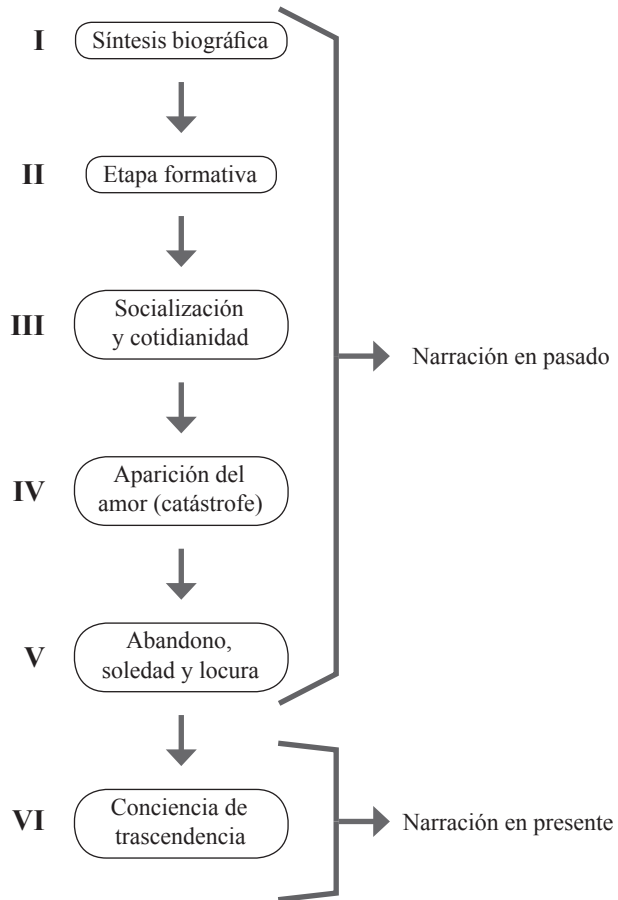 I
Síntesis biográfica
II
Etapa formativa
III
Socialización
y cotidianidad
Narración en pasado
IV
Aparición del
amor (catástrofe)
V
Abandono,
soledad y locura
VI
Conciencia de
trascendencia
Narración en presente